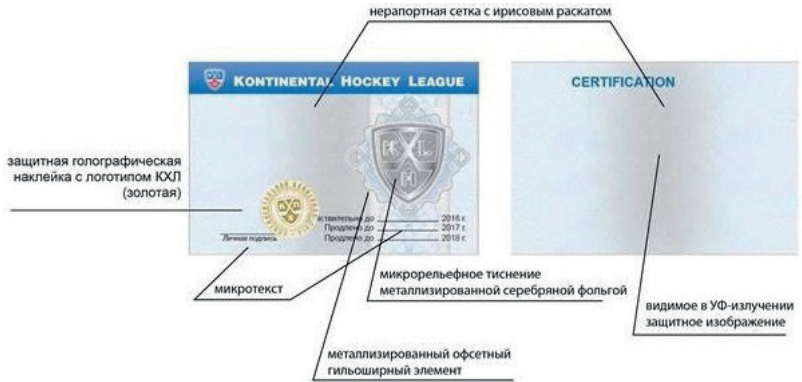 нерапортная сетка с ирисовым раскатом
KONTINENTAL HOCKEY LEAGUE
CERTIFICATION
защитная голографическая
наклейка с логотипом КХЛ
(золотая)
ствительно до 2016 г.
Продлено до 2017 г.
Продлено до 2018 г.
Личная подпись
микротекст
микрорельефное тиснение
металлизированной серебряной фольгой
видимое в УФ-излучении
защитное изображение
металлизированный офсетный
гильоширный элемент